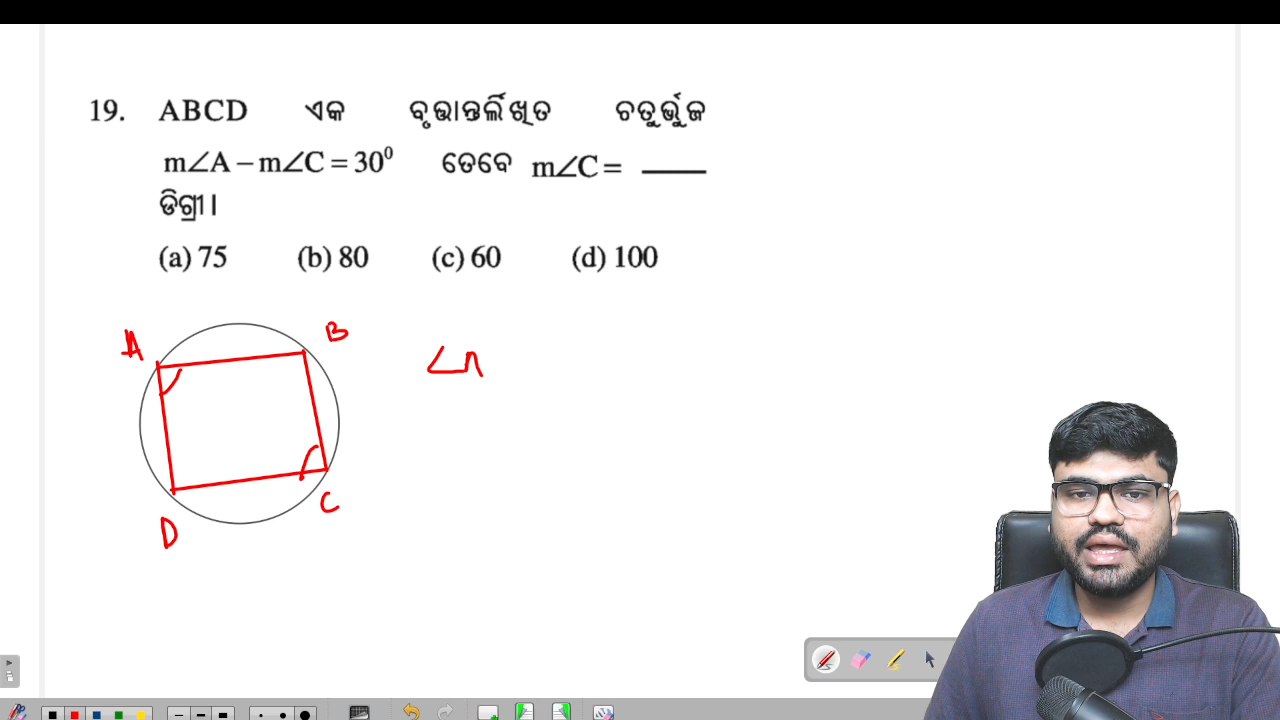 19. ABCD ଏକ ବୃତ୍ତାନ୍ତର୍ଲିଖିତ ଚତୁର୍ଭୁଜ
m∠A – m∠C = 30⁰ ତେବେ m∠C = ____
ଡିଗ୍ରୀ।
(a) 75 (b) 80 (c) 60 (d) 100
A B
D C